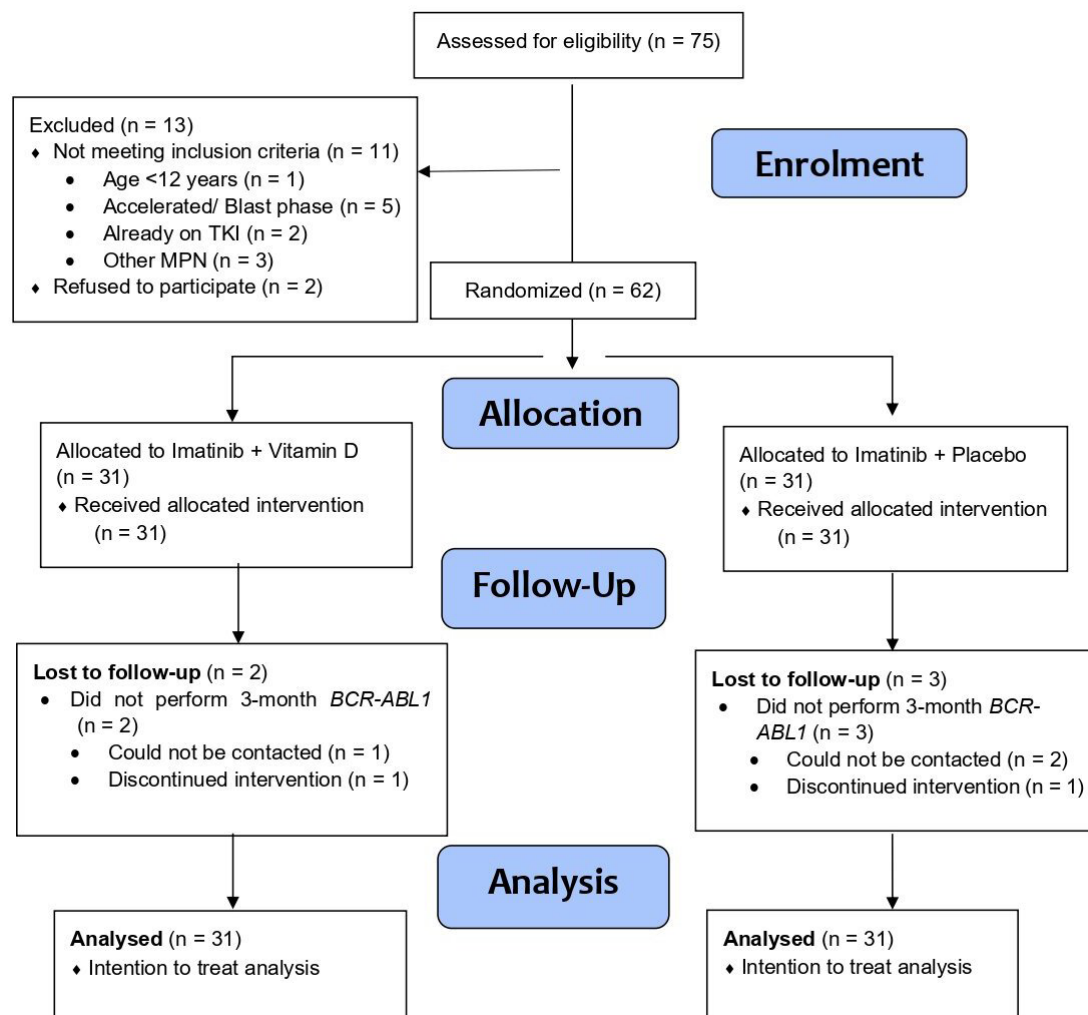 Assessed for eligibility (n = 75)
Excluded (n = 13)
♦ Not meeting inclusion criteria (n = 11)
• Age <12 years (n = 1)
• Accelerated/ Blast phase (n = 5)
• Already on TKI (n = 2)
• Other MPN (n = 3)
♦ Refused to participate (n = 2)
Enrolment
Randomized (n = 62)
Allocation
Allocated to Imatinib + Vitamin D
(n = 31)
♦ Received allocated intervention
(n = 31)
Allocated to Imatinib + Placebo
(n = 31)
♦ Received allocated intervention
(n = 31)
Follow-Up
Lost to follow-up (n = 2)
• Did not perform 3-month BCR-ABL1
(n = 2)
• Could not be contacted (n = 1)
• Discontinued intervention (n = 1)
Lost to follow-up (n = 3)
• Did not perform 3-month BCR-
ABL1 (n = 3)
• Could not be contacted (n = 2)
• Discontinued intervention (n = 1)
Analysis
Analysed (n = 31)
♦ Intention to treat analysis
Analysed (n = 31)
♦ Intention to treat analysis